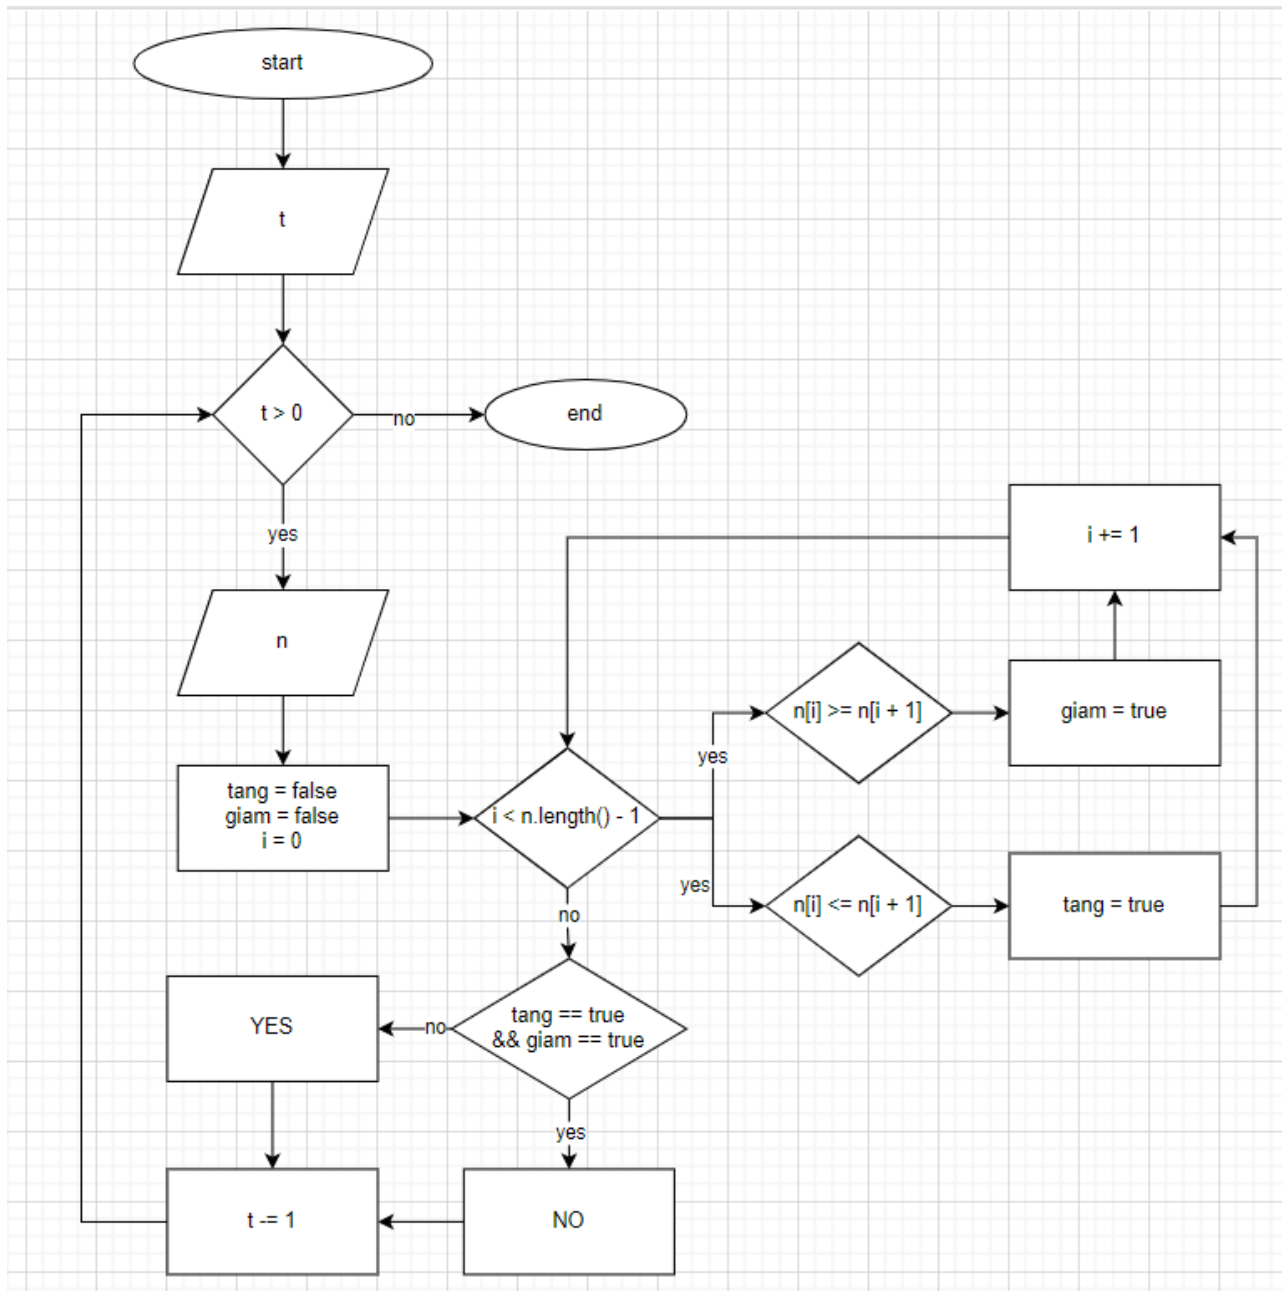 start
t
t > 0
no
end
yes
n
tang = false
giam = false
i = 0
i < n.length() - 1
yes
n[i] >= n[i + 1]
giam = true
i += 1
yes
n[i] <= n[i + 1]
tang = true
no
tang == true
&& giam == true
no
YES
yes
NO
t -= 1